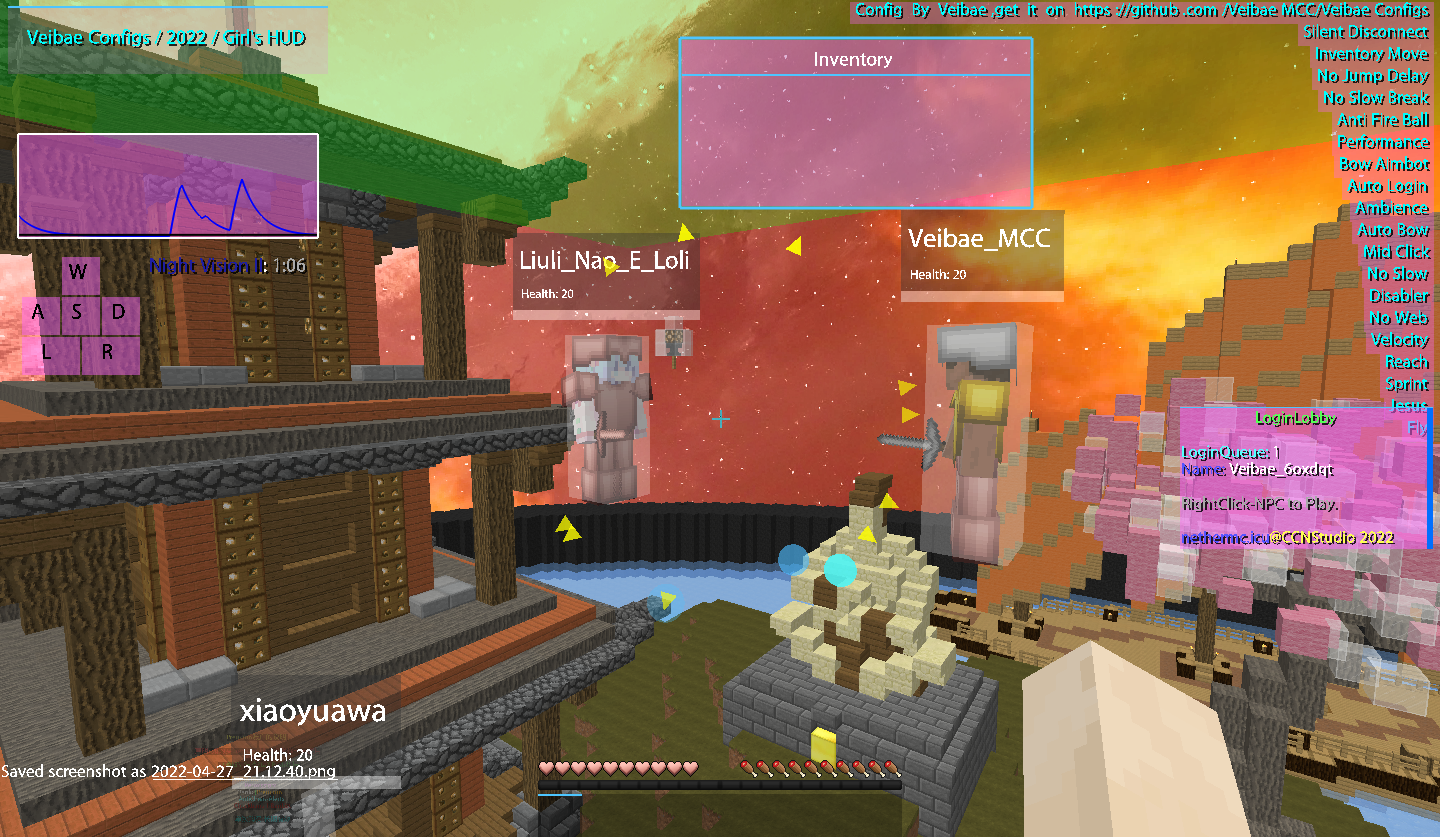 Config By Veibae ,get it on https ://github .com /Veibae MCC/Veibae Configs
Veibae Configs / 2022 / Girl's HUD
Silent Disconnect
Inventory Move
No Jump Delay
No Slow Break
Anti Fire Ball
Performance
Bow Aimbot
Auto Login
Ambience
Auto Bow
Mid Click
No Slow
Disabler
No Web
Velocity
Reach
Sprint
Jesus
Fly
Inventory
Night Vision II: 1:06
W
A S D
L R
Liuli_Nao_E_Loli
Health: 20
Veibae_MCC
Health: 20
LoginLobby
LoginQueue: 1
Name: Veibae_6oxdqt
RightClick-NPC to Play.
nethermc.icu@CCNStudio 2022
xiaoyuawa
Health: 20
Saved screenshot as 2022-04-27_21.12.40.png